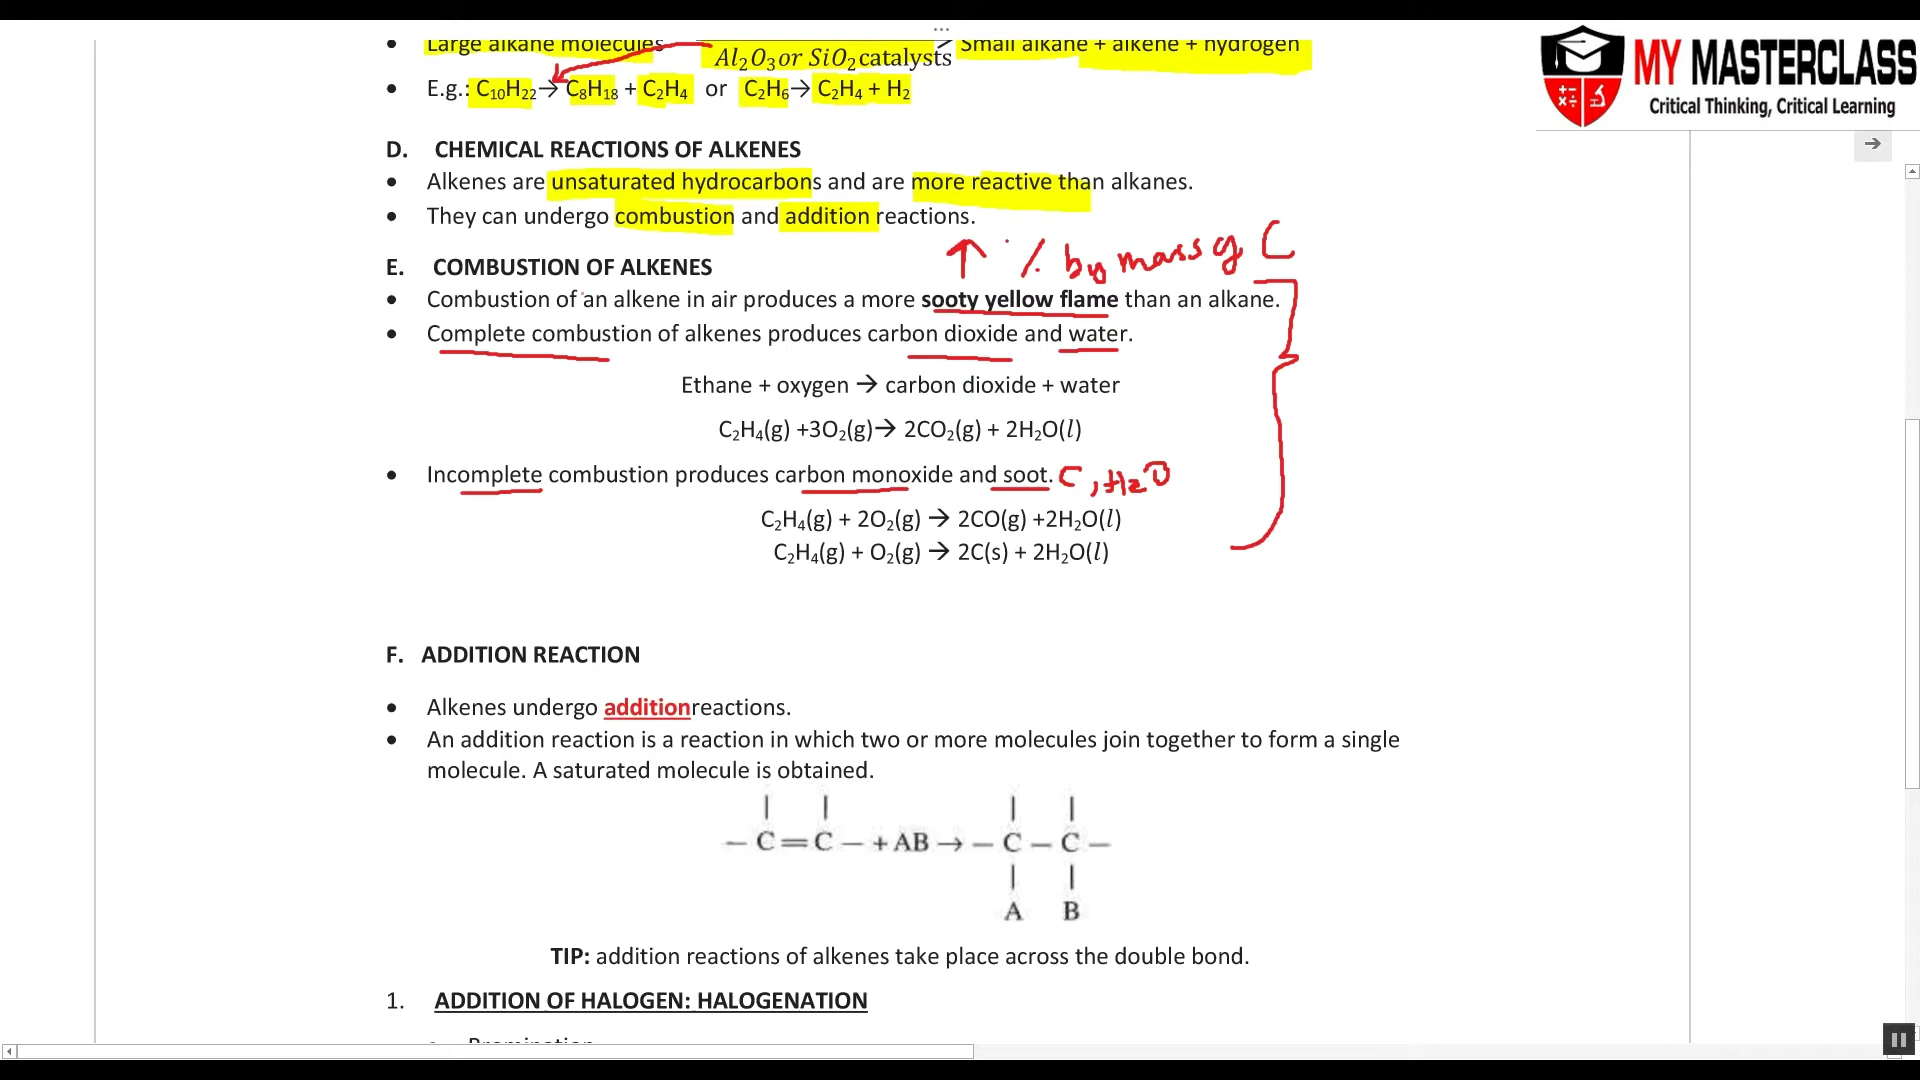 ...
• Large alkane molecules Al₂O₃ or SiO₂ catalysts Small alkane + alkene + hydrogen
MY MASTERCLASS
Critical Thinking, Critical Learning
• E.g.: C₁₀H₂₂→ C₈H₁₈ + C₂H₄ or C₂H₆→ C₂H₄ + H₂
D. CHEMICAL REACTIONS OF ALKENES
• Alkenes are unsaturated hydrocarbons and are more reactive than alkanes.
• They can undergo combustion and addition reactions.
↑ % by mass of C
E. COMBUSTION OF ALKENES
• Combustion of an alkene in air produces a more sooty yellow flame than an alkane.
• Complete combustion of alkenes produces carbon dioxide and water.
Ethane + oxygen → carbon dioxide + water
C₂H₄(g) +3O₂(g)→ 2CO₂(g) + 2H₂O(l)
• Incomplete combustion produces carbon monoxide and soot. C, H₂O
C₂H₄(g) + 2O₂(g) → 2CO(g) +2H₂O(l)
C₂H₄(g) + O₂(g) → 2C(s) + 2H₂O(l)
F. ADDITION REACTION
• Alkenes undergo additionreactions.
• An addition reaction is a reaction in which two or more molecules join together to form a single
molecule. A saturated molecule is obtained.
– C = C – + AB → – C – C –
A B
TIP: addition reactions of alkenes take place across the double bond.
1. ADDITION OF HALOGEN: HALOGENATION
Bromination